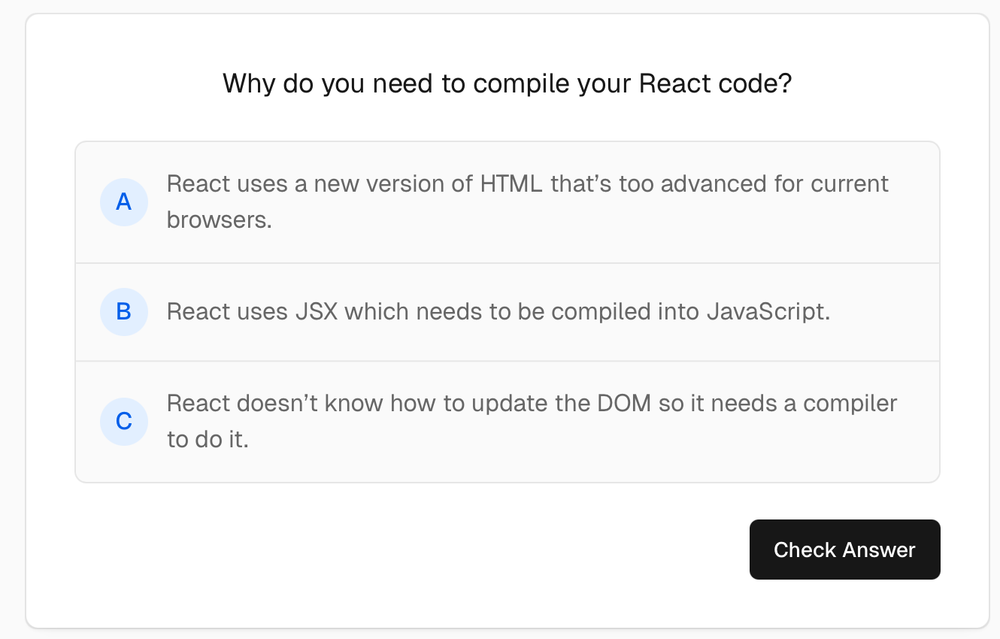 Why do you need to compile your React code?
A
React uses a new version of HTML that’s too advanced for current
browsers.
B
React uses JSX which needs to be compiled into JavaScript.
C
React doesn’t know how to update the DOM so it needs a compiler
to do it.
Check Answer